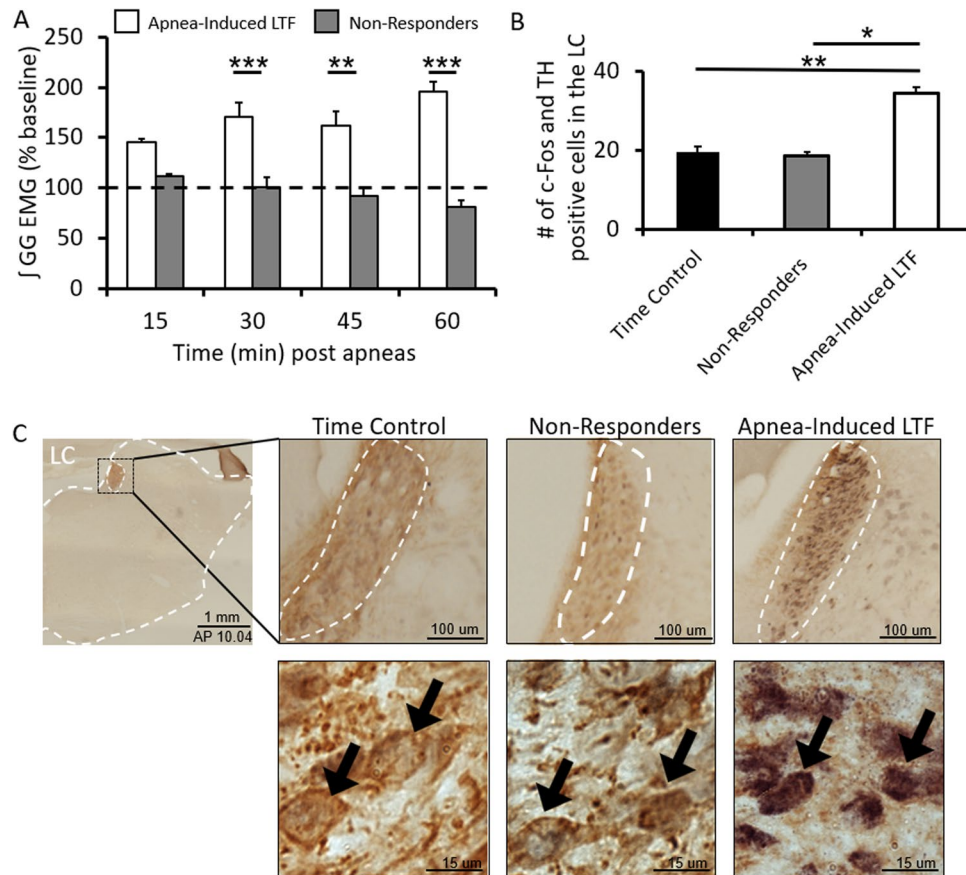 A
Apnea-Induced LTF
Non-Responders
∫ GG EMG (% baseline)
250
200
150
100
50
0
***
**
***
15 30 45 60
Time (min) post apneas
B
# of c-Fos and TH
positive cells in the LC
40
20
0
*
**
Time Control
Non-Responders
Apnea-Induced LTF
C
LC
1 mm
AP 10.04
Time Control
Non-Responders
Apnea-Induced LTF
100 um
100 um
100 um
15 um
15 um
15 um